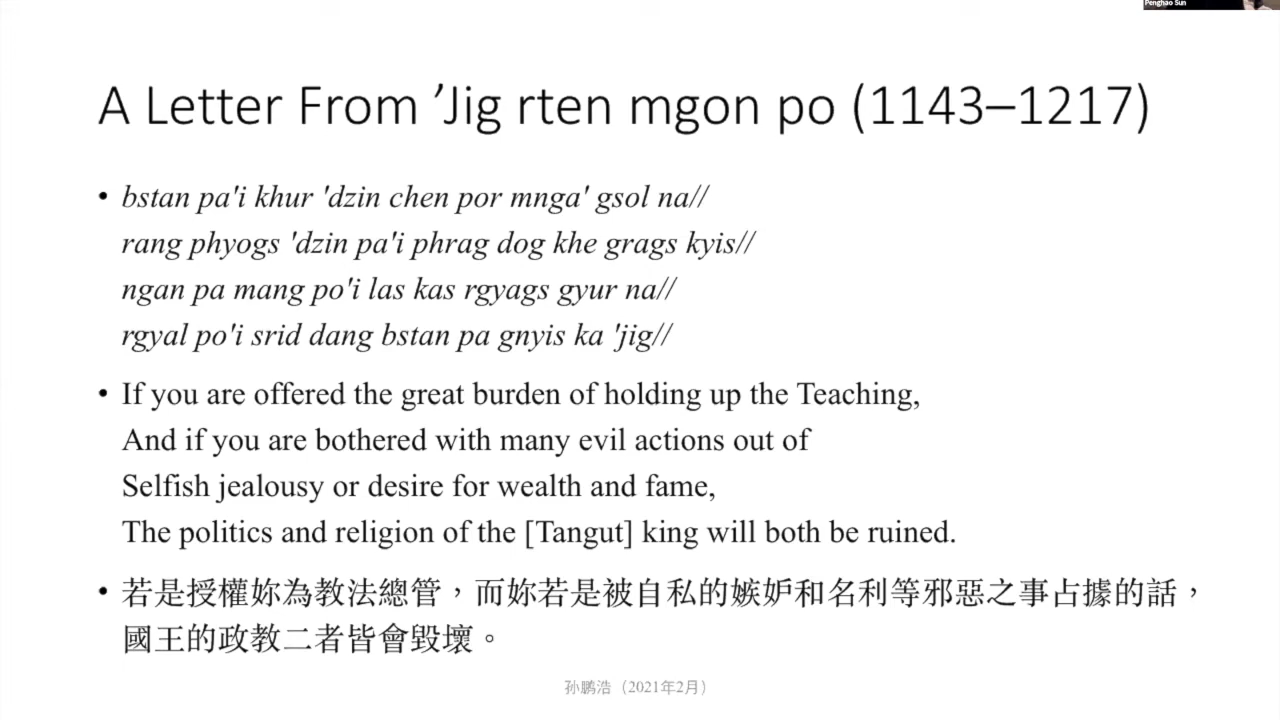 Penghao Sun
A Letter From ’Jig rten mgon po (1143–1217)
• bstan pa'i khur 'dzin chen por mnga' gsol na//
rang phyogs 'dzin pa'i phrag dog khe grags kyis//
ngan pa mang po'i las kas rgyags gyur na//
rgyal po'i srid dang bstan pa gnyis ka 'jig//
• If you are offered the great burden of holding up the Teaching,
And if you are bothered with many evil actions out of
Selfish jealousy or desire for wealth and fame,
The politics and religion of the [Tangut] king will both be ruined.
• 若是授權妳為教法總管，而妳若是被自私的嫉妒和名利等邪惡之事占據的話，
國王的政教二者皆會毀壞。
孙鹏浩（2021年2月）